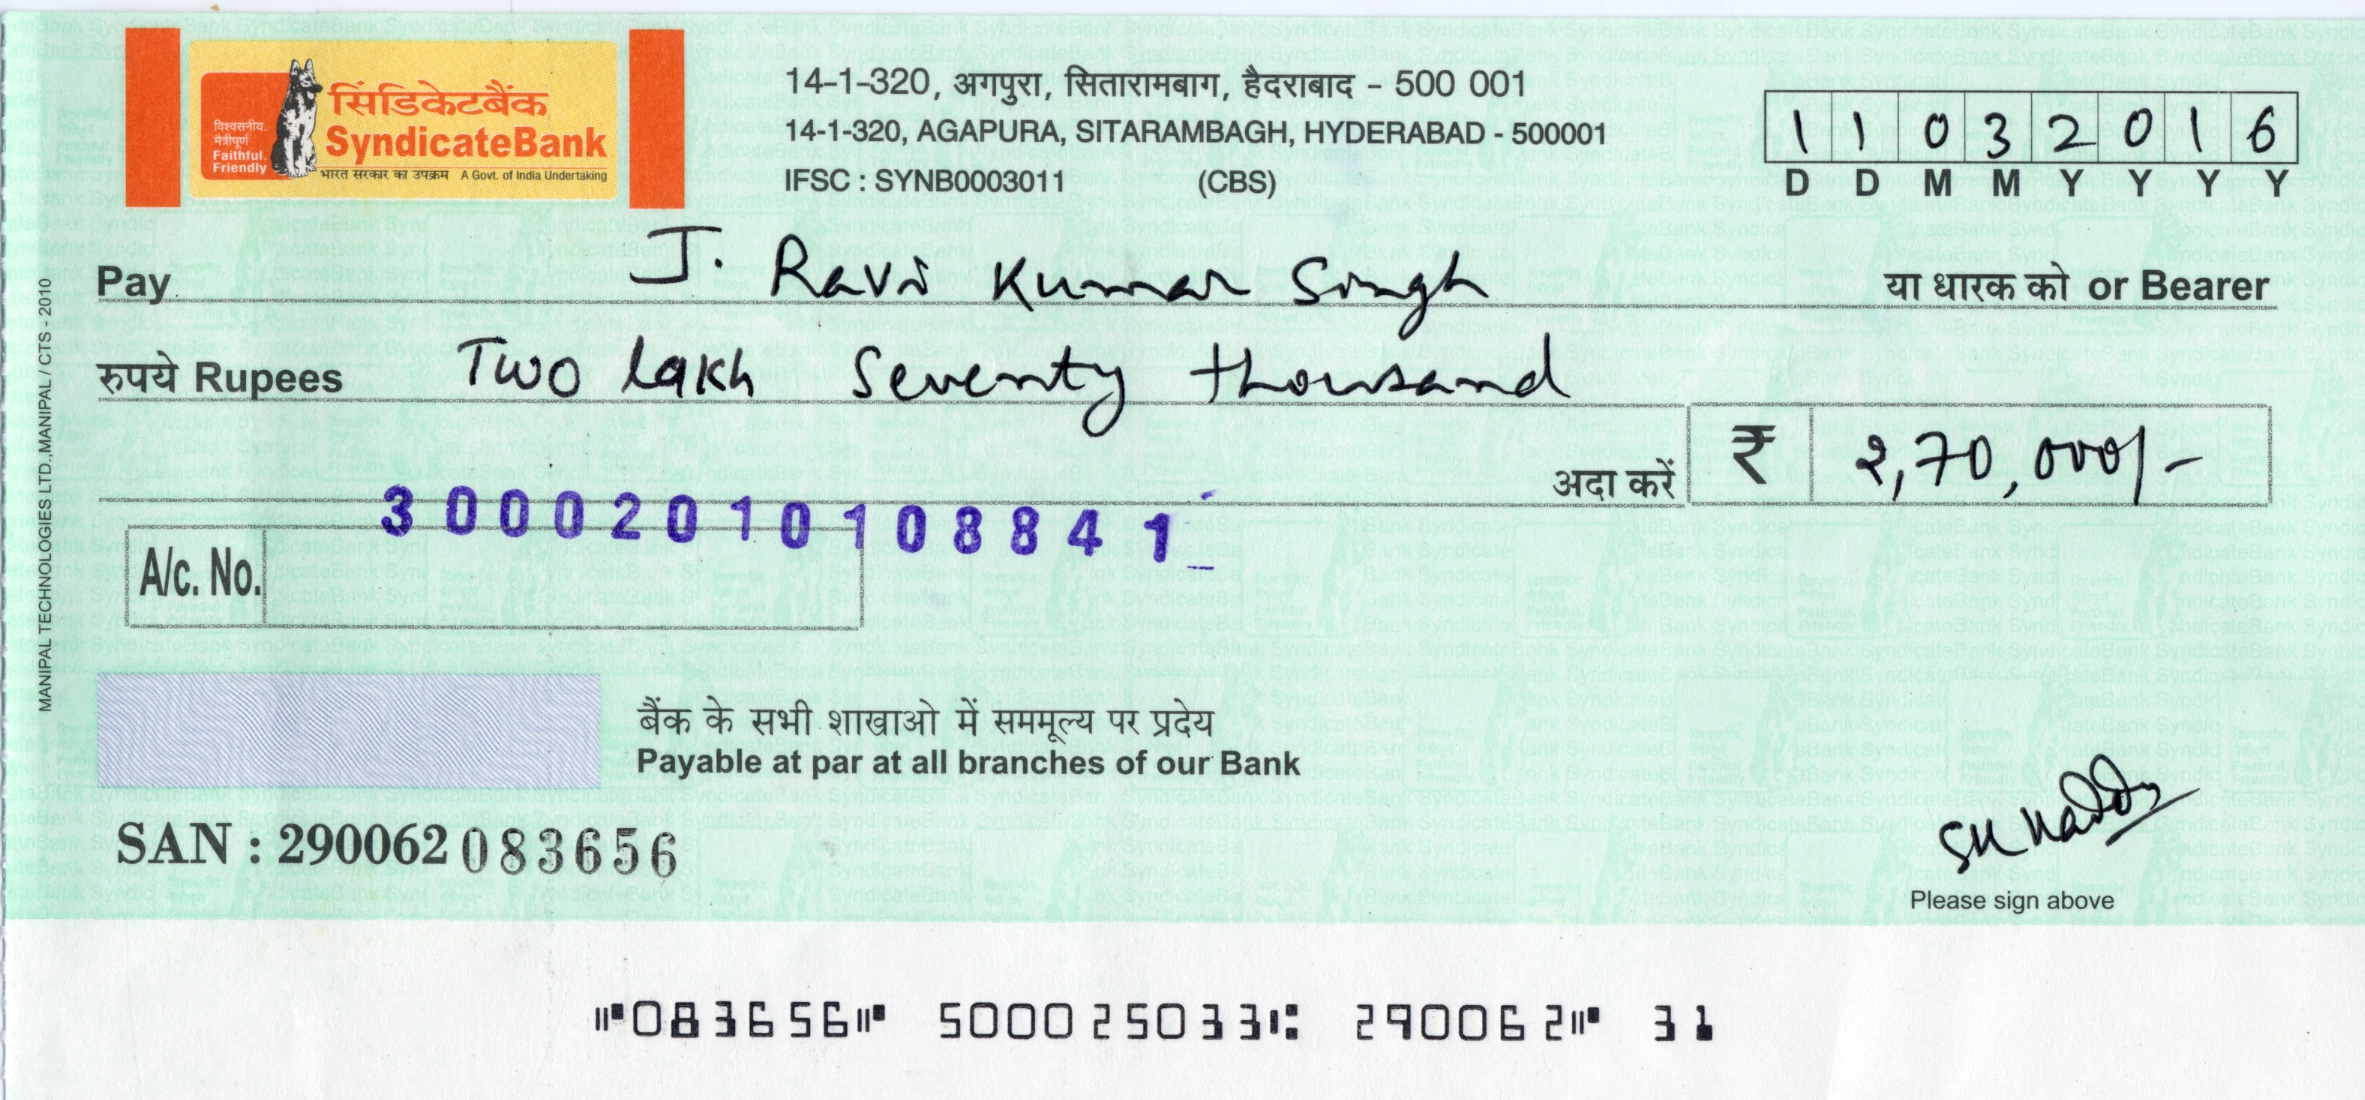 सिंडिकेटबैंक
SyndicateBank
विश्वसनीय.
मैत्रीपूर्ण
Faithful.
Friendly
भारत सरकार का उपक्रम A Govt. of India Undertaking
14-1-320, अगपुरा, सितारामबाग, हैदराबाद - 500 001
14-1-320, AGAPURA, SITARAMBAGH, HYDERABAD - 500001
IFSC : SYNB0003011 (CBS)
1 1 0 3 2 0 1 6
D D M M Y Y Y Y
Pay J. Ravi Kumar Singh या धारक को or Bearer
रुपये Rupees Two lakh Seventy thousand
अदा करें ₹ 2,70,000/-
30002010108841
A/c. No.
MANIPAL TECHNOLOGIES LTD.,MANIPAL / CTS - 2010
बैंक के सभी शाखाओ में सममूल्य पर प्रदेय
Payable at par at all branches of our Bank
SAN : 290062 083656
Please sign above
⑈083656⑈ 500025033⑆ 290062⑈ 31